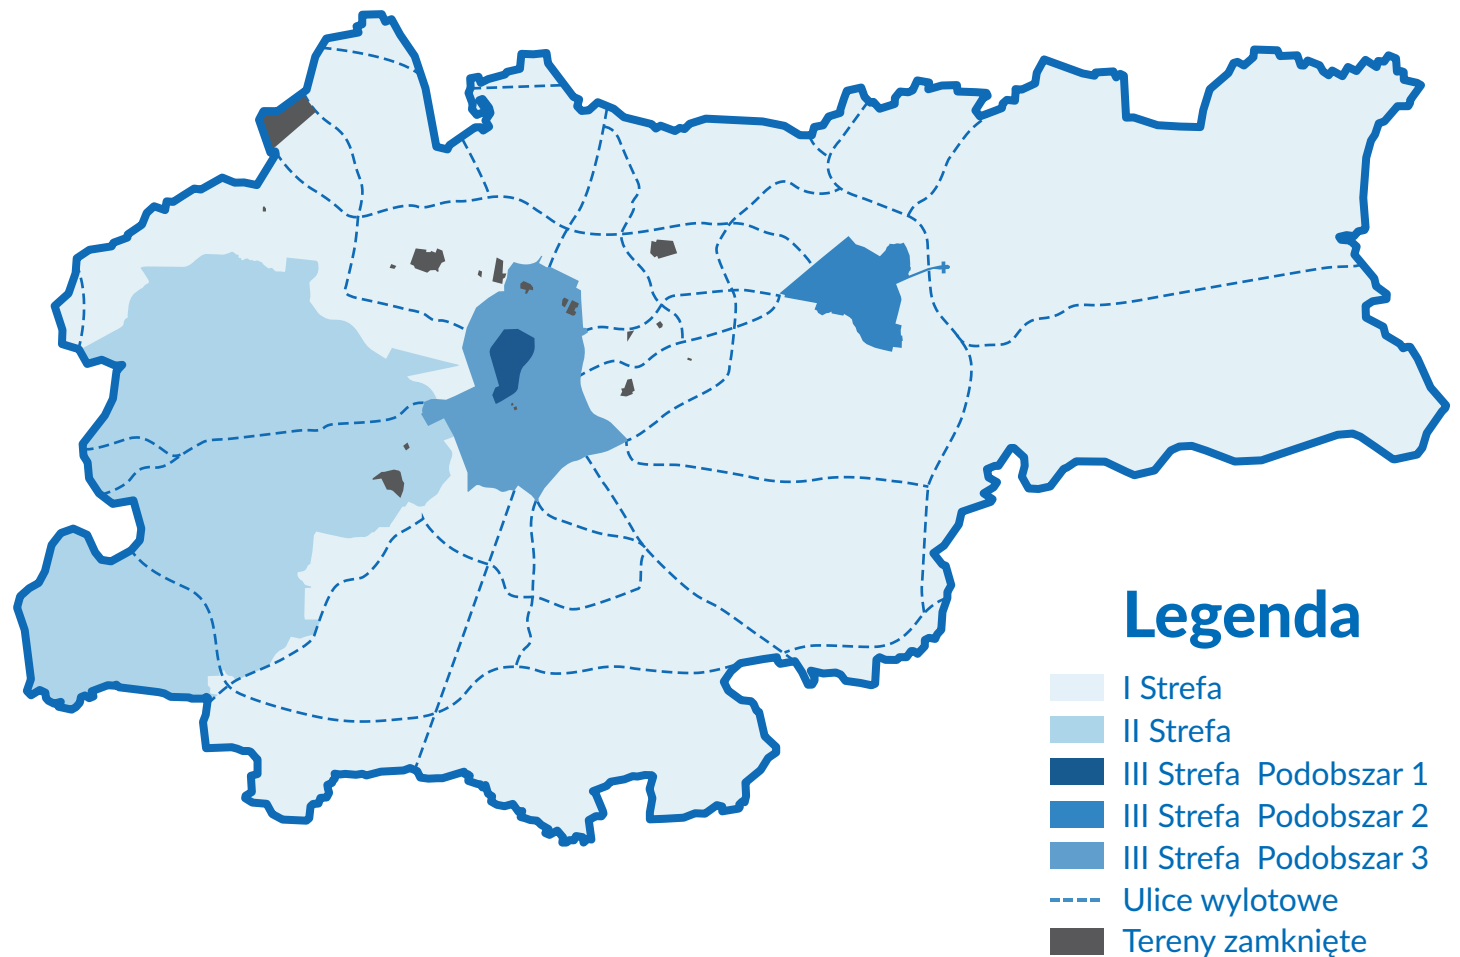 Legenda
I Strefa
II Strefa
III Strefa Podobszar 1
III Strefa Podobszar 2
III Strefa Podobszar 3
Ulice wylotowe
Tereny zamknięte